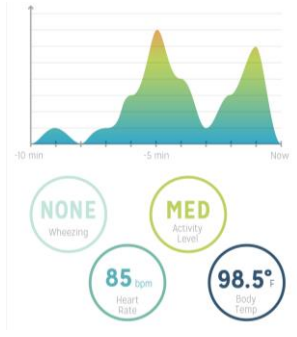 -10 min
-5 min
Now
NONE
Wheezing
MED
Activity
Level
85 bpm
Heart
Rate
98.5° F
Body
Temp